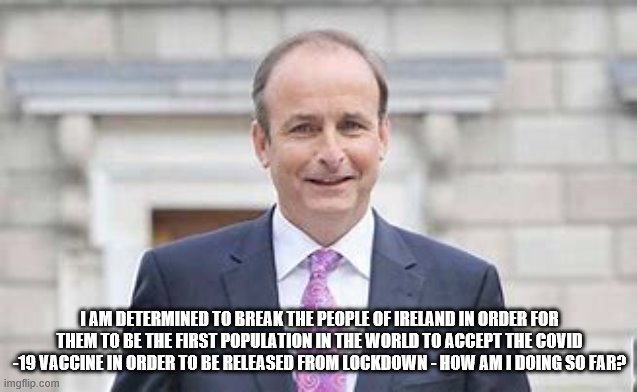 I AM DETERMINED TO BREAK THE PEOPLE OF IRELAND IN ORDER FOR
THEM TO BE THE FIRST POPULATION IN THE WORLD TO ACCEPT THE COVID
-19 VACCINE IN ORDER TO BE RELEASED FROM LOCKDOWN - HOW AM I DOING SO FAR?
imgflip.com